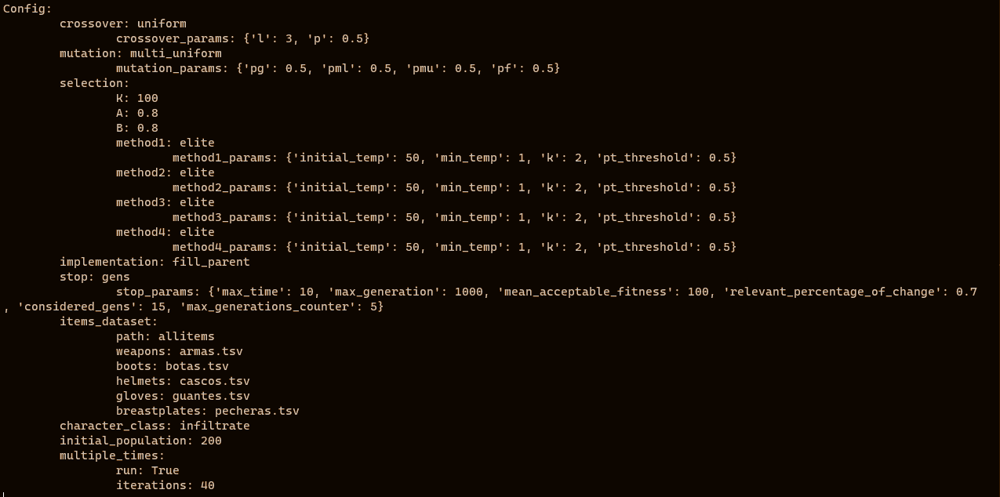 Config:
crossover: uniform
crossover_params: {'l': 3, 'p': 0.5}
mutation: multi_uniform
mutation_params: {'pg': 0.5, 'pml': 0.5, 'pmu': 0.5, 'pf': 0.5}
selection:
K: 100
A: 0.8
B: 0.8
method1: elite
method1_params: {'initial_temp': 50, 'min_temp': 1, 'k': 2, 'pt_threshold': 0.5}
method2: elite
method2_params: {'initial_temp': 50, 'min_temp': 1, 'k': 2, 'pt_threshold': 0.5}
method3: elite
method3_params: {'initial_temp': 50, 'min_temp': 1, 'k': 2, 'pt_threshold': 0.5}
method4: elite
method4_params: {'initial_temp': 50, 'min_temp': 1, 'k': 2, 'pt_threshold': 0.5}
implementation: fill_parent
stop: gens
stop_params: {'max_time': 10, 'max_generation': 1000, 'mean_acceptable_fitness': 100, 'relevant_percentage_of_change': 0.7
, 'considered_gens': 15, 'max_generations_counter': 5}
items_dataset:
path: allitems
weapons: armas.tsv
boots: botas.tsv
helmets: cascos.tsv
gloves: guantes.tsv
breastplates: pecheras.tsv
character_class: infiltrate
initial_population: 200
multiple_times:
run: True
iterations: 40